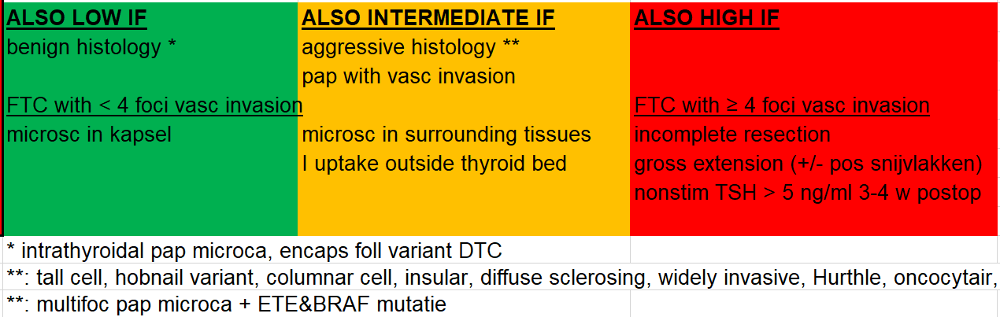 ALSO LOW IF
benign histology *
FTC with < 4 foci vasc invasion
microsc in kapsel
ALSO INTERMEDIATE IF
aggressive histology **
pap with vasc invasion
microsc in surrounding tissues
I uptake outside thyroid bed
ALSO HIGH IF
FTC with ≥ 4 foci vasc invasion
incomplete resection
gross extension (+/- pos snijvlakken)
nonstim TSH > 5 ng/ml 3-4 w postop
* intrathyroidal pap microca, encaps foll variant DTC
**: tall cell, hobnail variant, columnar cell, insular, diffuse sclerosing, widely invasive, Hurthle, oncocytair,
**: multifoc pap microca + ETE&BRAF mutatie